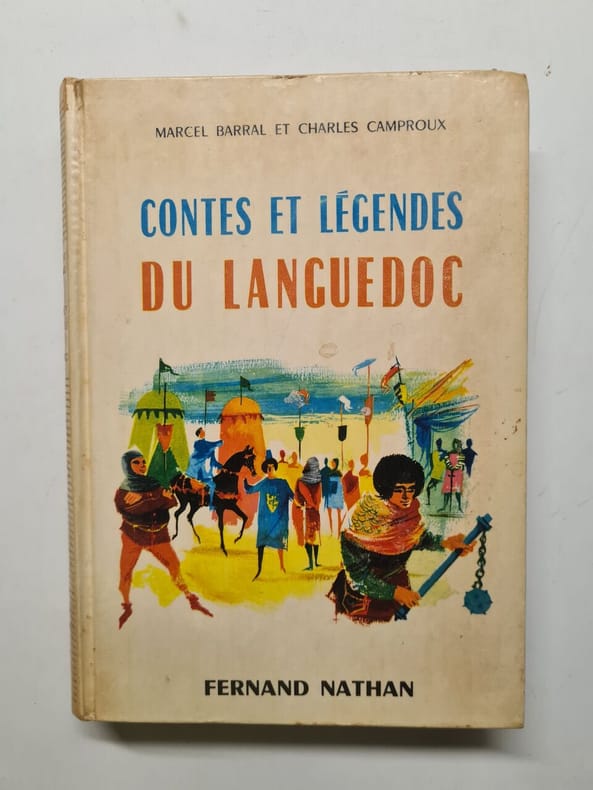 MARCEL BARRAL ET CHARLES CAMPROUX
CONTES ET LÉGENDES
DU LANGUEDOC
FERNAND NATHAN